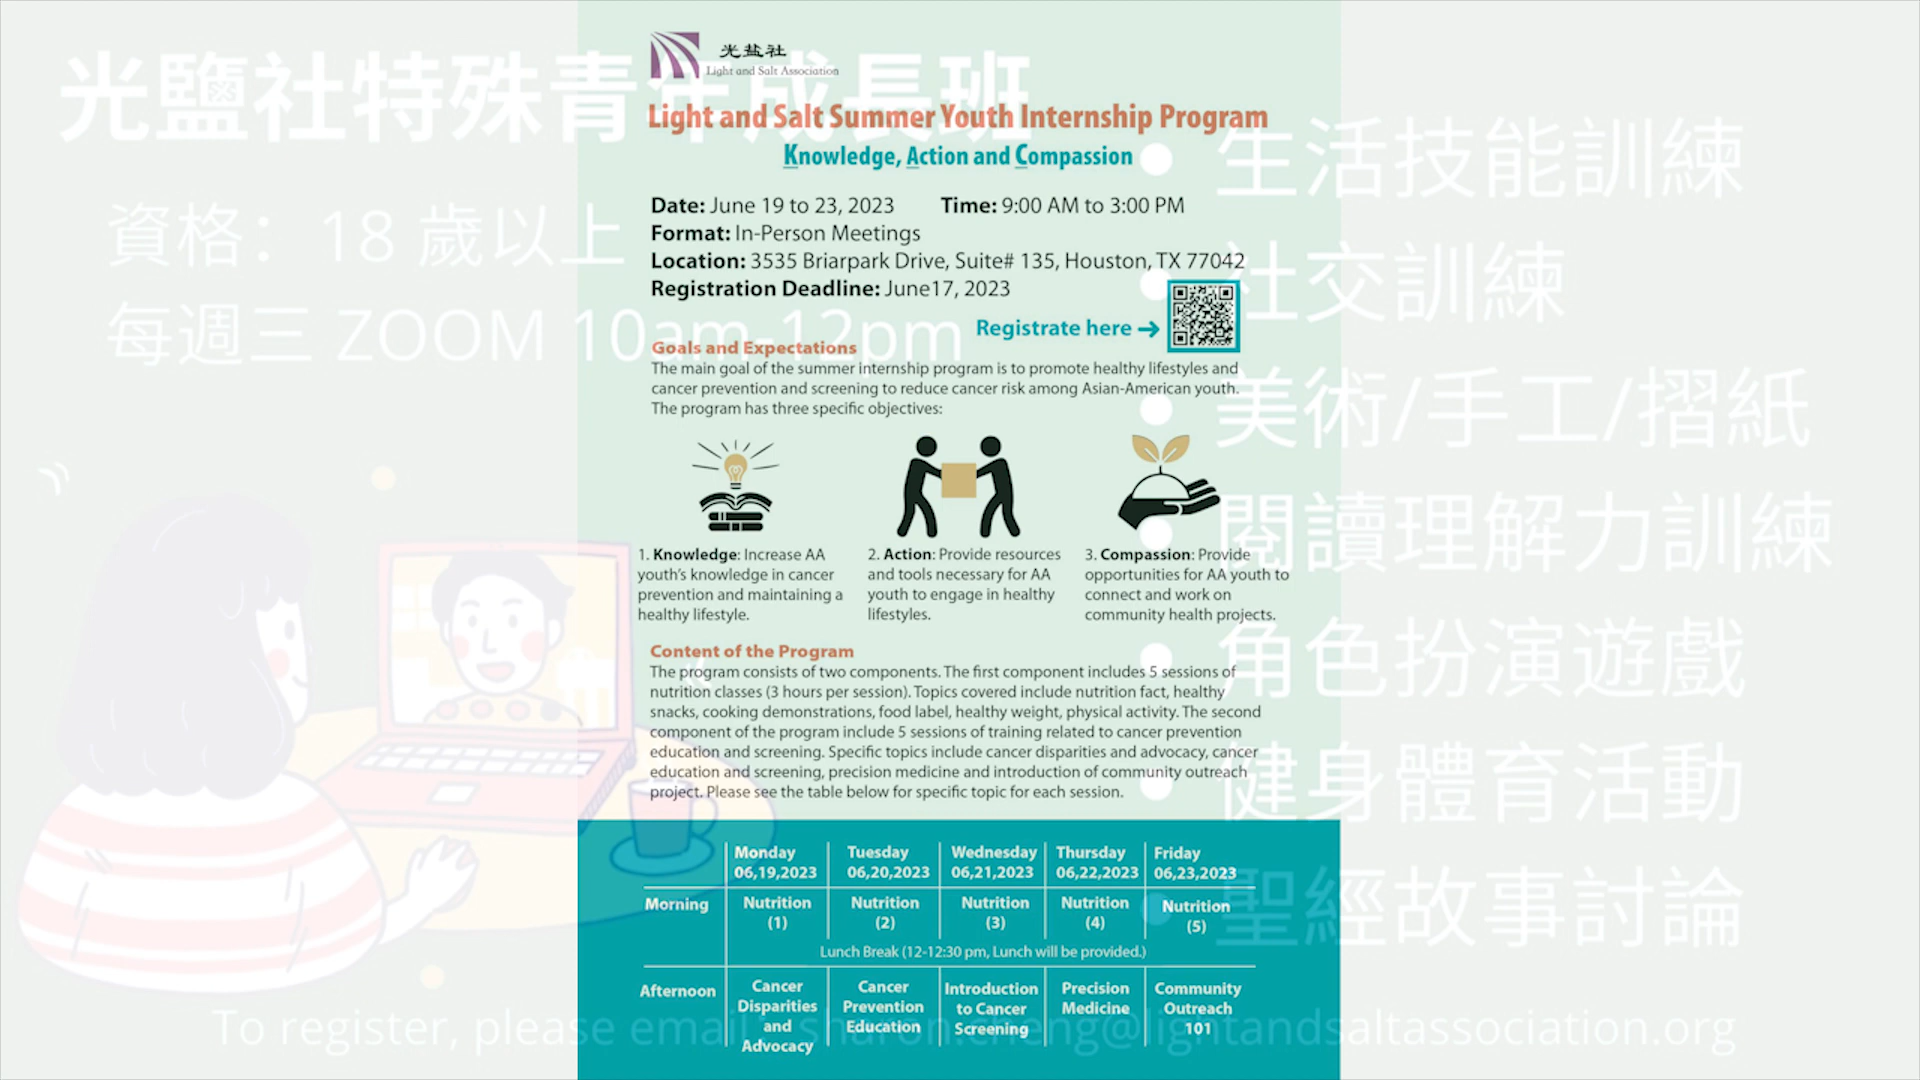 光盐社
Light and Salt Association
Light and Salt Summer Youth Internship Program
Knowledge, Action and Compassion
Date: June 19 to 23, 2023 Time: 9:00 AM to 3:00 PM
Format: In-Person Meetings
Location: 3535 Briarpark Drive, Suite# 135, Houston, TX 77042
Registration Deadline: June17, 2023
Registrate here
Goals and Expectations
The main goal of the summer internship program is to promote healthy lifestyles and
cancer prevention and screening to reduce cancer risk among Asian-American youth.
The program has three specific objectives:
1. Knowledge: Increase AA
youth's knowledge in cancer
prevention and maintaining a
healthy lifestyle.
2. Action: Provide resources
and tools necessary for AA
youth to engage in healthy
lifestyles.
3. Compassion: Provide
opportunities for AA youth to
connect and work on
community health projects.
Content of the Program
The program consists of two components. The first component includes 5 sessions of
nutrition classes (3 hours per session). Topics covered include nutrition fact, healthy
snacks, cooking demonstrations, food label, healthy weight, physical activity. The second
component of the program include 5 sessions of training related to cancer prevention
education and screening. Specific topics include cancer disparities and advocacy, cancer
education and screening, precision medicine and introduction of community outreach
project. Please see the table below for specific topic for each session.
Monday Tuesday Wednesday Thursday Friday
06,19,2023 06,20,2023 06,21,2023 06,22,2023 06,23,2023
Morning Nutrition Nutrition Nutrition Nutrition Nutrition
(1) (2) (3) (4) (5)
Lunch Break (12-12:30 pm, Lunch will be provided.)
Afternoon
Cancer
Disparities
and
Advocacy
Cancer
Prevention
Education
Introduction
to Cancer
Screening
Precision
Medicine
Community
Outreach
101
光鹽社特殊青年成長班
資格：18 歲以上
每週三 ZOOM 10am-12pm
生活技能訓練
社交訓練
美術/手工/摺紙
閱讀理解力訓練
角色扮演遊戲
健身體育活動
聖經故事討論
To register, please email: sharon.cheng@lightandsaltassociation.org